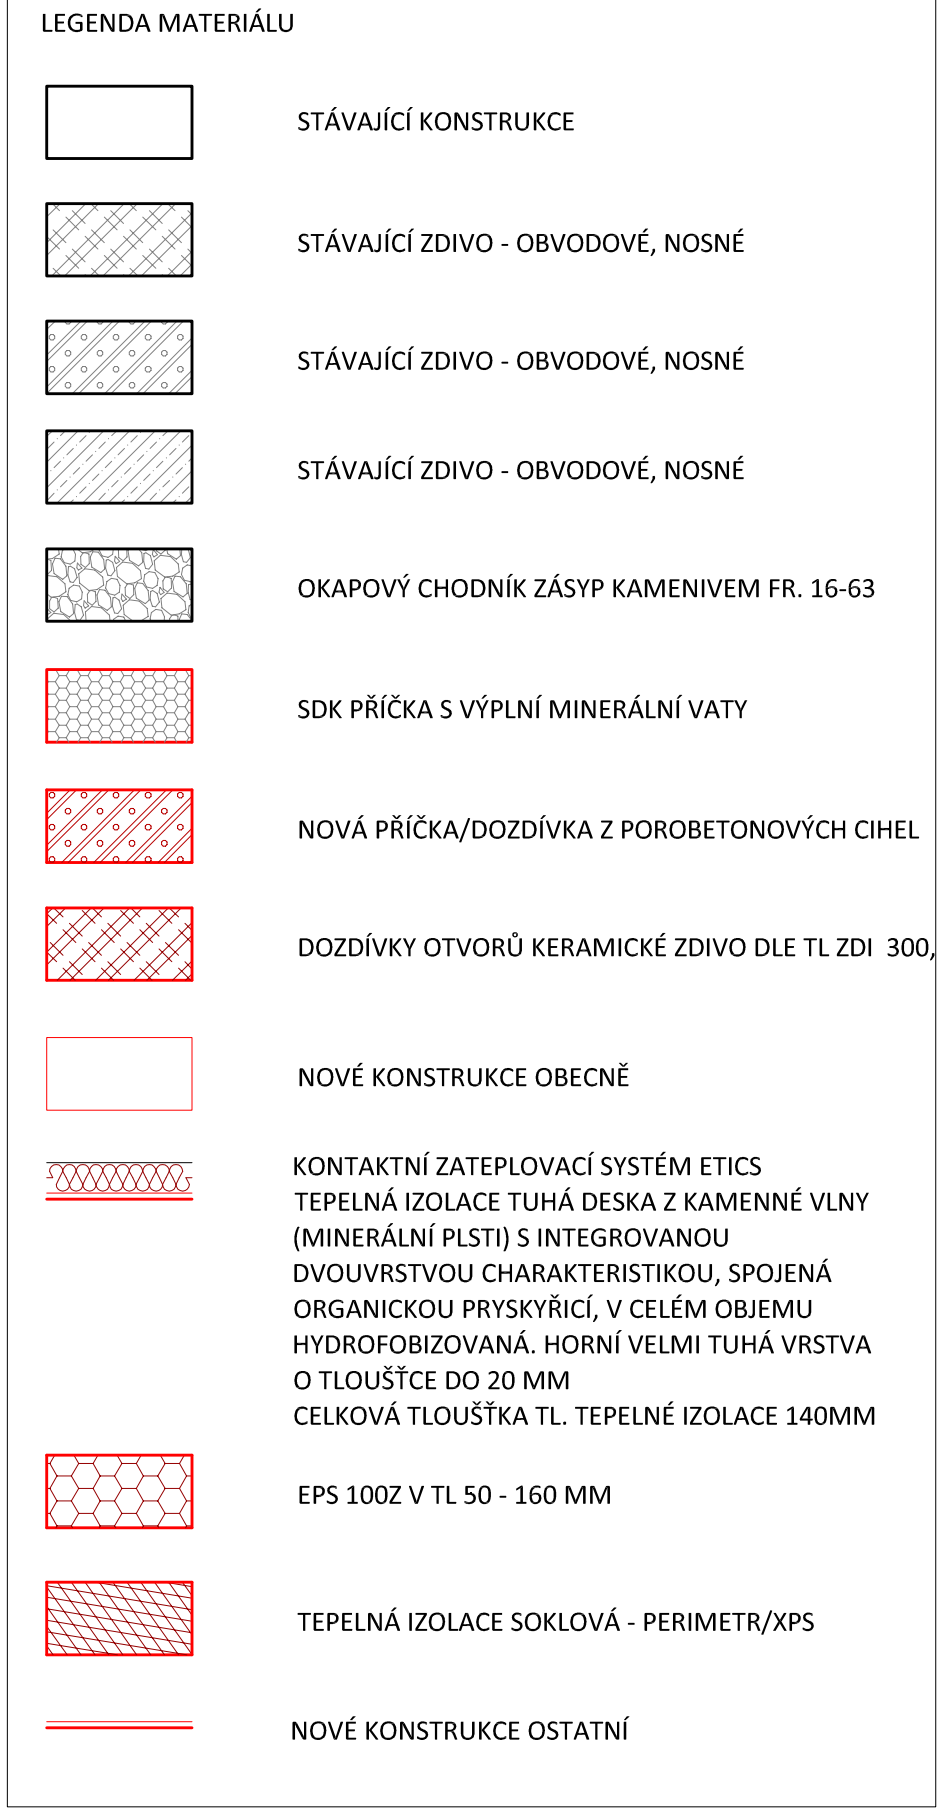 LEGENDA MATERIÁLU
STÁVAJÍCÍ KONSTRUKCE
STÁVAJÍCÍ ZDIVO - OBVODOVÉ, NOSNÉ
STÁVAJÍCÍ ZDIVO - OBVODOVÉ, NOSNÉ
STÁVAJÍCÍ ZDIVO - OBVODOVÉ, NOSNÉ
OKAPOVÝ CHODNÍK ZÁSYP KAMENIVEM FR. 16-63
SDK PŘÍČKA S VÝPLNÍ MINERÁLNÍ VATY
NOVÁ PŘÍČKA/DOZDÍVKA Z POROBETONOVÝCH CIHEL
DOZDÍVKY OTVORŮ KERAMICKÉ ZDIVO DLE TL ZDI 300,
NOVÉ KONSTRUKCE OBECNĚ
KONTAKTNÍ ZATEPLOVACÍ SYSTÉM ETICS
TEPELNÁ IZOLACE TUHÁ DESKA Z KAMENNÉ VLNY
(MINERÁLNÍ PLSTI) S INTEGROVANOU
DVOUVRSTVOU CHARAKTERISTIKOU, SPOJENÁ
ORGANICKOU PRYSKYŘICÍ, V CELÉM OBJEMU
HYDROFOBIZOVANÁ. HORNÍ VELMI TUHÁ VRSTVA
O TLOUŠŤCE DO 20 MM
CELKOVÁ TLOUŠŤKA TL. TEPELNÉ IZOLACE 140MM
EPS 100Z V TL 50 - 160 MM
TEPELNÁ IZOLACE SOKLOVÁ - PERIMETR/XPS
NOVÉ KONSTRUKCE OSTATNÍ